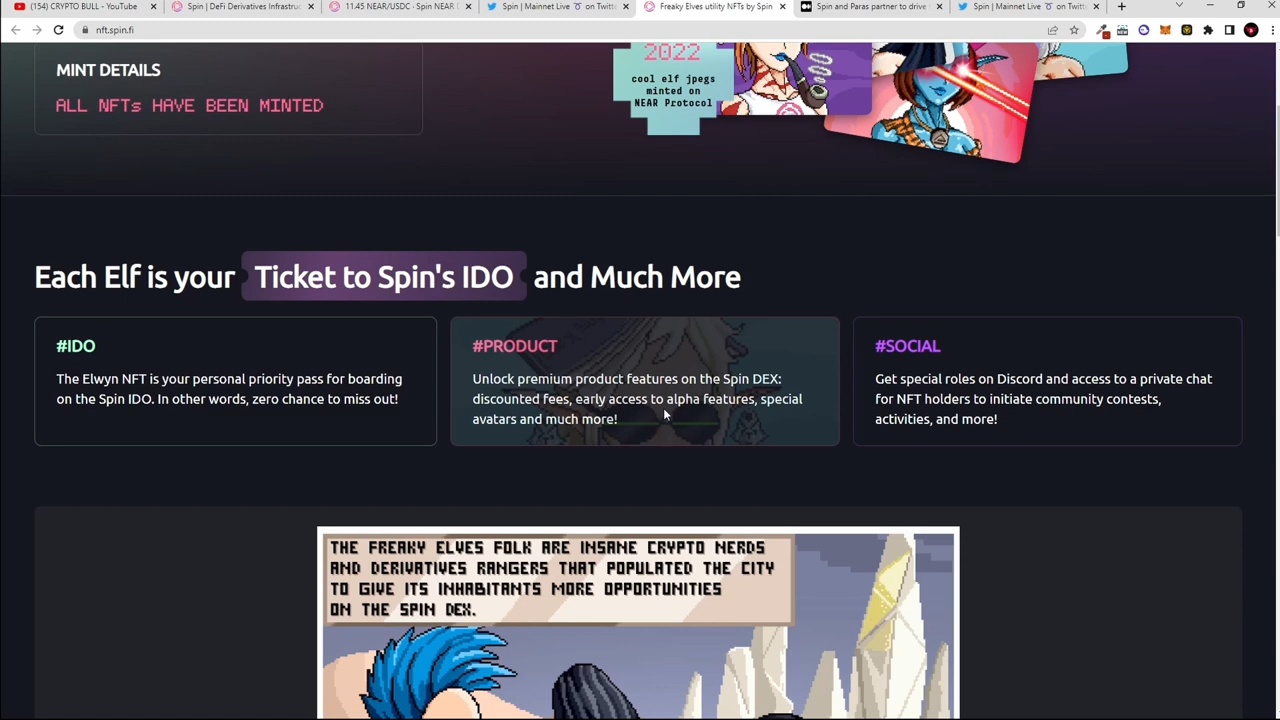 (154) CRYPTO BULL - YouTube
Spin | DeFi Derivatives Infrastruc
11.45 NEAR/USDC · Spin NEAR D
Spin | Mainnet Live on Twitte
Freaky Elves utility NFTs by Spin
Spin and Paras partner to drive
Spin | Mainnet Live on Twitte
nft.spin.fi
MINT DETAILS
ALL NFTs HAVE BEEN MINTED
2022
cool elf jpegs
minted on
NEAR Protocol
Each Elf is your Ticket to Spin's IDO and Much More
#IDO
The Elwyn NFT is your personal priority pass for boarding
on the Spin IDO. In other words, zero chance to miss out!
#PRODUCT
Unlock premium product features on the Spin DEX:
discounted fees, early access to alpha features, special
avatars and much more!
#SOCIAL
Get special roles on Discord and access to a private chat
for NFT holders to initiate community contests,
activities, and more!
THE FREAKY ELVES FOLK ARE INSANE CRYPTO NERDS
AND DERIVATIVES RANGERS THAT POPULATED THE CITY
TO GIVE ITS INHABITANTS MORE OPPORTUNITIES
ON THE SPIN DEX.